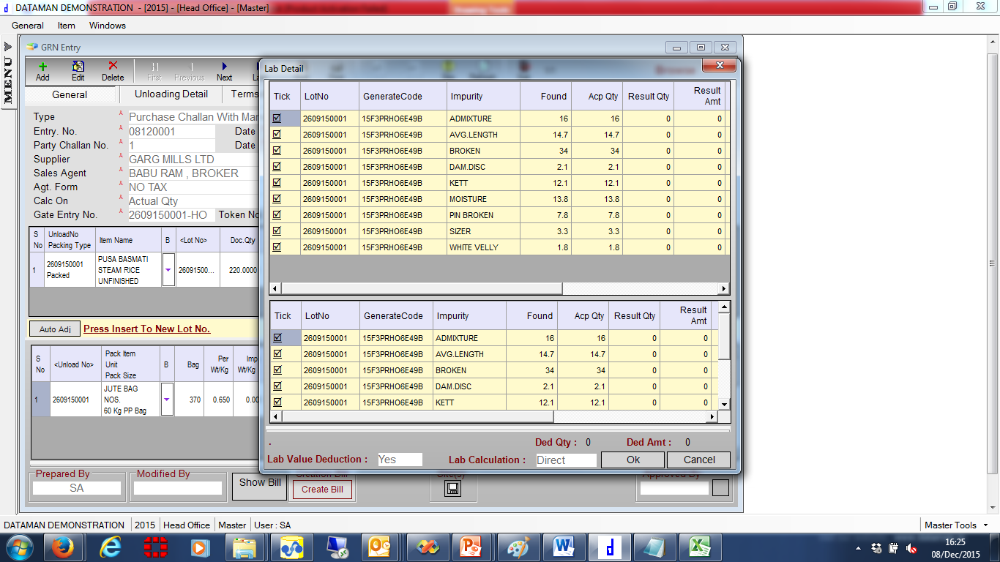 DATAMAN DEMONSTRATION - [2015] - [Head Office] - [Master]
General Item Windows
MENU
GRN Entry
Add Edit Delete First Previous Next
General Unloading Detail Terms
Type Purchase Challan With
Entry. No. 08120001 Date
Party Challan No. 1 Date
Supplier GARG MILLS LTD
Sales Agent BABU RAM , BROKER
Agt. Form NO TAX
Calc On Actual Qty
Gate Entry No. 2609150001-HO Token No
S No UnloadNo Packing Type Item Name B <Lot No> Doc.Qty
1 2609150001 Packed PUSA BASMATI STEAM RICE UNFINISHED 26091500... 220.0000
Auto Adj Press Insert To New Lot No.
S No <Unload No> Pack Item Unit Pack Size B Bag Per Wt/Kg Imp Wt/Kg
1 2609150001 JUTE BAG NOS. 60 Kg PP Bag 370 0.650 0.00
Prepared By
SA
Modified By
Show Bill
Create Bill
Lab Detail
Tick LotNo GenerateCode Impurity Found Acp Qty Result Qty Result Amt
2609150001 15F3PRHO6E49B ADMIXTURE 16 16 0 0
2609150001 15F3PRHO6E49B AVG.LENGTH 14.7 14.7 0 0
2609150001 15F3PRHO6E49B BROKEN 34 34 0 0
2609150001 15F3PRHO6E49B DAM.DISC 2.1 2.1 0 0
2609150001 15F3PRHO6E49B KETT 12.1 12.1 0 0
2609150001 15F3PRHO6E49B MOISTURE 13.8 13.8 0 0
2609150001 15F3PRHO6E49B PIN BROKEN 7.8 7.8 0 0
2609150001 15F3PRHO6E49B SIZER 3.3 3.3 0 0
2609150001 15F3PRHO6E49B WHITE VELLY 1.8 1.8 0 0
Tick LotNo GenerateCode Impurity Found Acp Qty Result Qty Result Amt
2609150001 15F3PRHO6E49B ADMIXTURE 16 16 0 0
2609150001 15F3PRHO6E49B AVG.LENGTH 14.7 14.7 0 0
2609150001 15F3PRHO6E49B BROKEN 34 34 0 0
2609150001 15F3PRHO6E49B DAM.DISC 2.1 2.1 0 0
2609150001 15F3PRHO6E49B KETT 12.1 12.1 0 0
. Ded Qty : 0 Ded Amt : 0
Lab Value Deduction : Yes Lab Calculation : Direct Ok Cancel
DATAMAN DEMONSTRATION 2015 Head Office Master User : SA Master Tools
16:25
08/Dec/2015